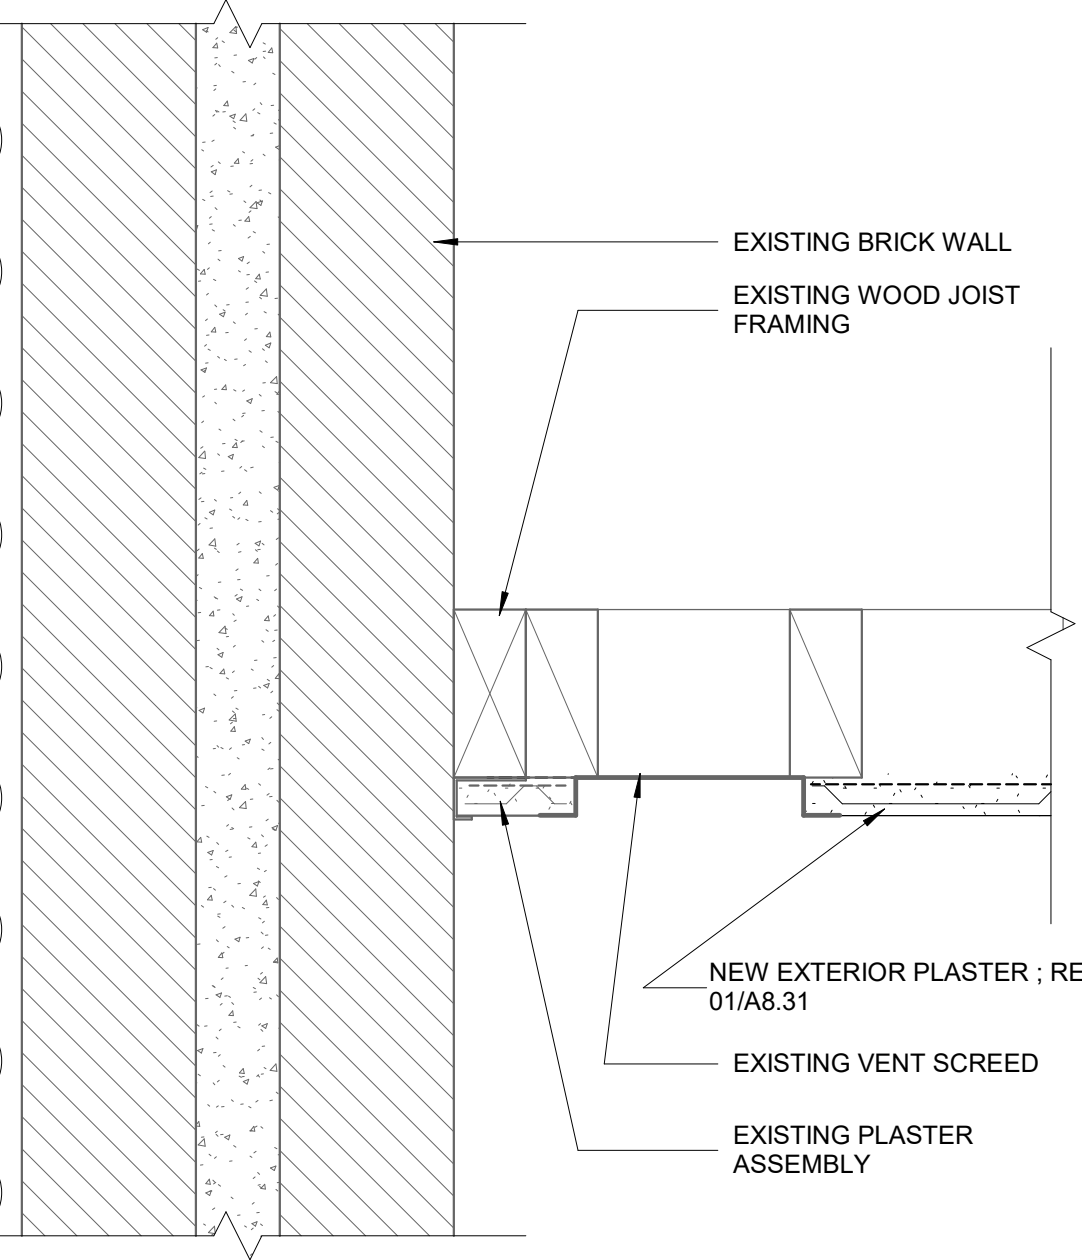 EXISTING BRICK WALL
EXISTING WOOD JOIST
FRAMING
NEW EXTERIOR PLASTER ; RE
01/A8.31
EXISTING VENT SCREED
EXISTING PLASTER
ASSEMBLY